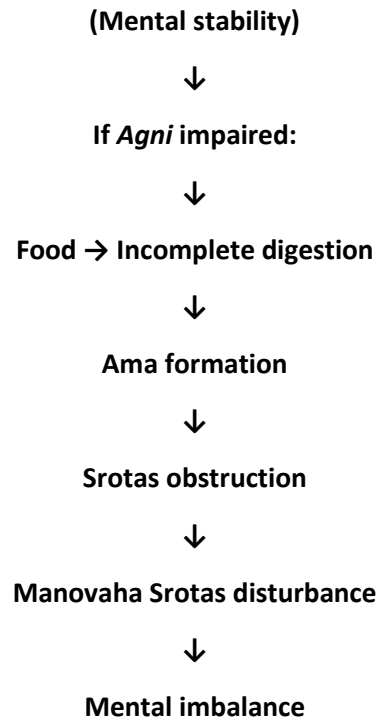 (Mental stability)
↓
If Agni impaired:
↓
Food → Incomplete digestion
↓
Ama formation
↓
Srotas obstruction
↓
Manovaha Srotas disturbance
↓
Mental imbalance